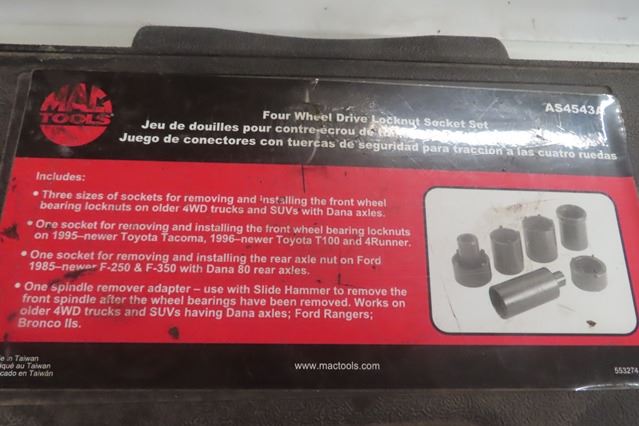 MAC
TOOLS
AS4543A
Four Wheel Drive Locknut Socket Set
Jeu de douilles pour contre-écrou de
Juego de conectores con tuercas de seguridad para tracción a las cuatro ruedas
Includes:
• Three sizes of sockets for removing and installing the front wheel
bearing locknuts on older 4WD trucks and SUVs with Dana axles.
• One socket for removing and installing the front wheel bearing locknuts
on 1995–newer Toyota Tacoma, 1996–newer Toyota T100 and 4Runner.
• One socket for removing and installing the rear axle nut on Ford
1985–newer F-250 & F-350 with Dana 80 rear axles.
• One spindle remover adapter – use with Slide Hammer to remove the
front spindle after the wheel bearings have been removed. Works on
older 4WD trucks and SUVs having Dana axles; Ford Rangers;
Bronco IIs.
in Taiwan
iqué au Taiwan
cado en Taiwán
www.mactools.com
553274